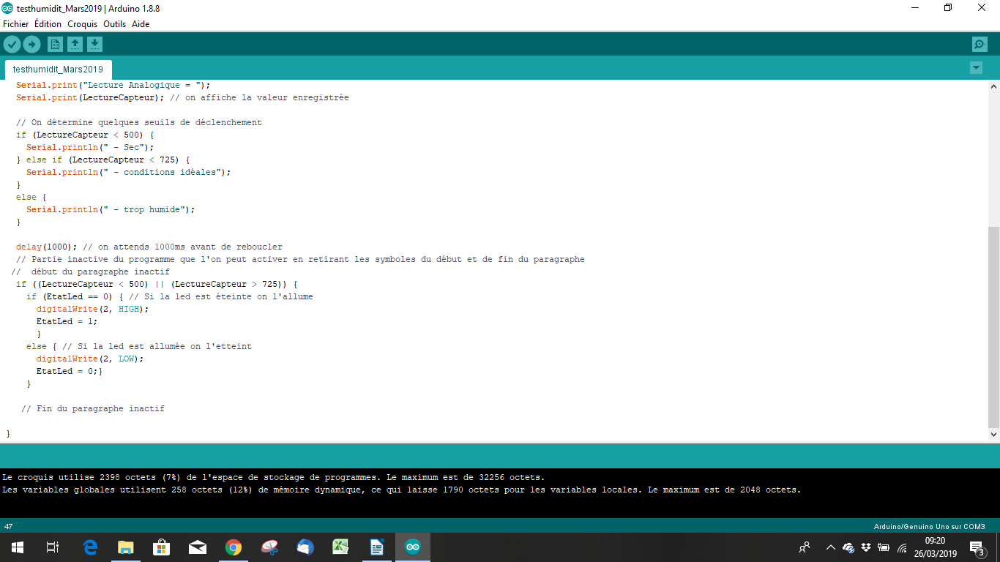 testhumidit_Mars2019 | Arduino 1.8.8
Fichier Édition Croquis Outils Aide
testhumidit_Mars2019
Serial.print("Lecture Analogique = ");
Serial.print(LectureCapteur); // on affiche la valeur enregistrée
// On détermine quelques seuils de déclenchement
if (LectureCapteur < 500) {
Serial.println(" - Sec");
} else if (LectureCapteur < 725) {
Serial.println(" - conditions idéales");
}
else {
Serial.println(" - trop humide");
}
delay(1000); // on attends 1000ms avant de reboucler
// Partie inactive du programme que l'on peut activer en retirant les symboles du début et de fin du paragraphe
// début du paragraphe inactif
if ((LectureCapteur < 500) || (LectureCapteur > 725)) {
if (EtatLed == 0) { // Si la led est éteinte on l'allume
digitalWrite(2, HIGH);
EtatLed = 1;
}
else { // Si la led est allumée on l'etteint
digitalWrite(2, LOW);
EtatLed = 0;}
}
// Fin du paragraphe inactif
}
Le croquis utilise 2398 octets (7%) de l'espace de stockage de programmes. Le maximum est de 32256 octets.
Les variables globales utilisent 258 octets (12%) de mémoire dynamique, ce qui laisse 1790 octets pour les variables locales. Le maximum est de 2048 octets.
47 Arduino/Genuino Uno sur COM3
09:20
26/03/2019
3